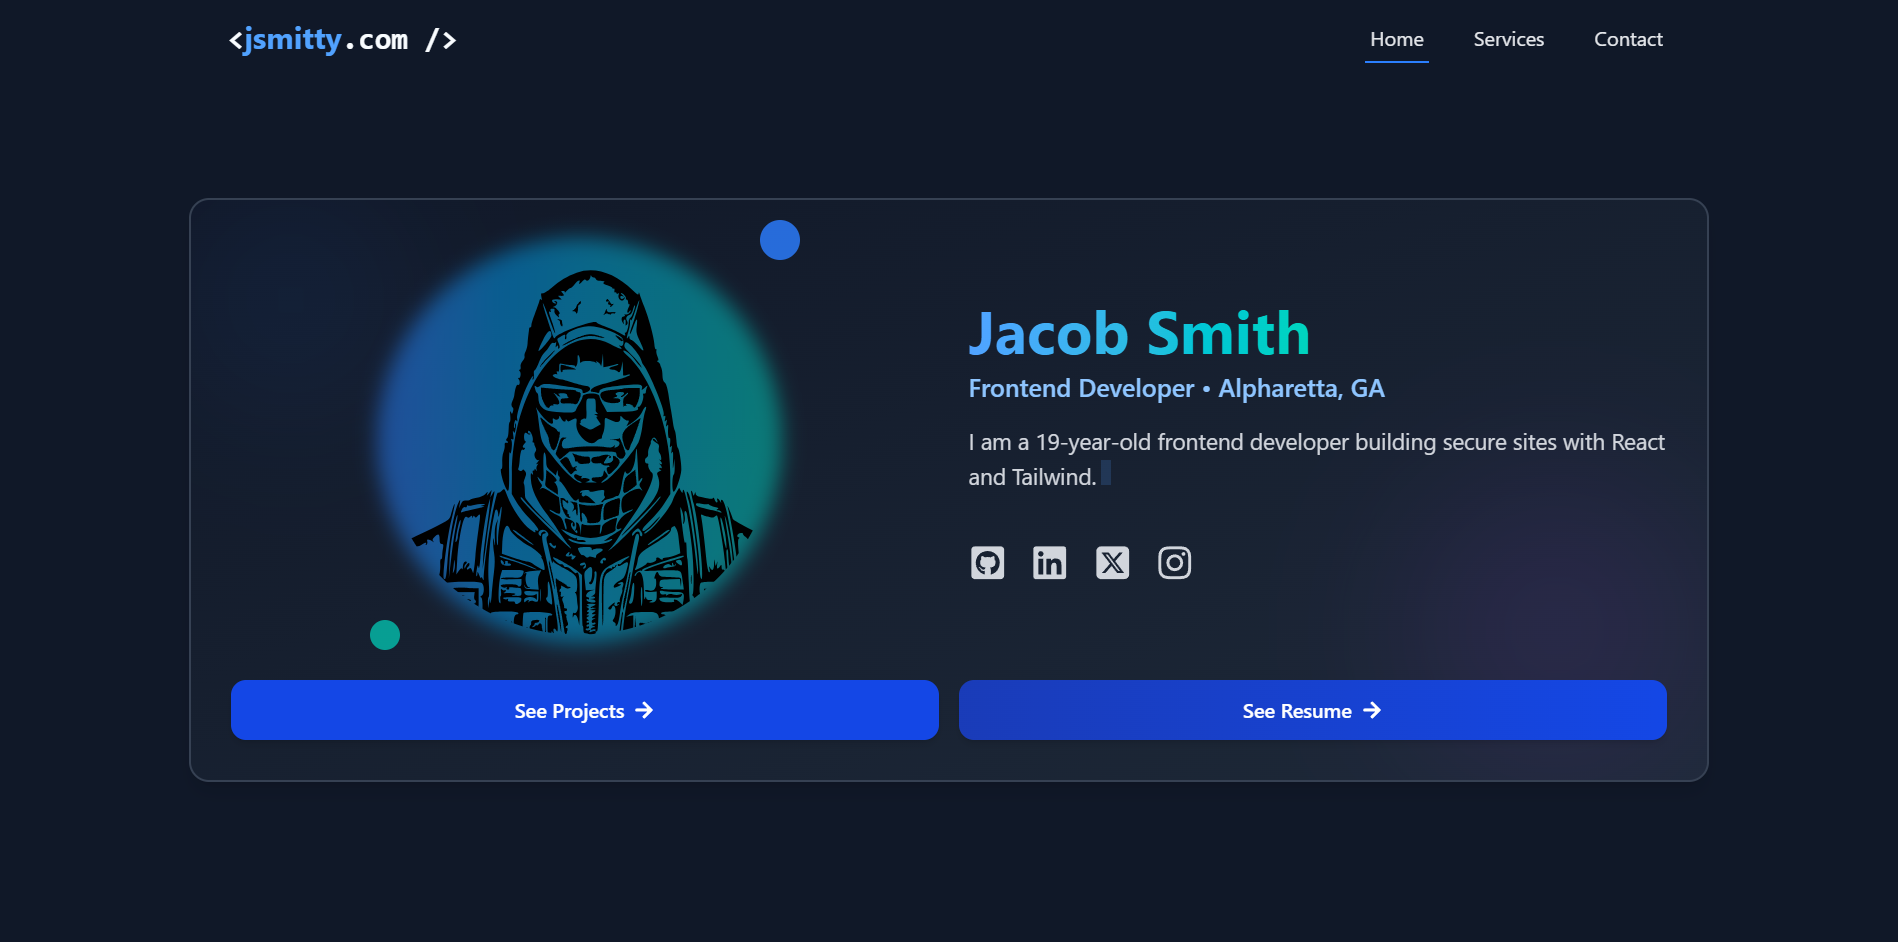 <jsmitty.com />
Home Services Contact
Jacob Smith
Frontend Developer • Alpharetta, GA
I am a 19-year-old frontend developer building secure sites with React
and Tailwind.
See Projects →
See Resume →